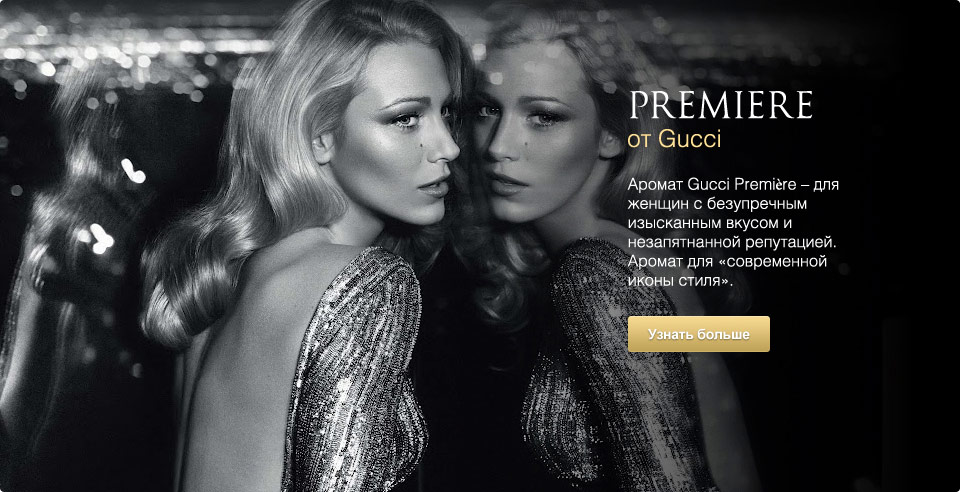 PREMIERE
от Gucci
Аромат Gucci Première – для
женщин с безупречным
изысканным вкусом и
незапятнанной репутацией.
Аромат для «современной
иконы стиля».
Узнать больше